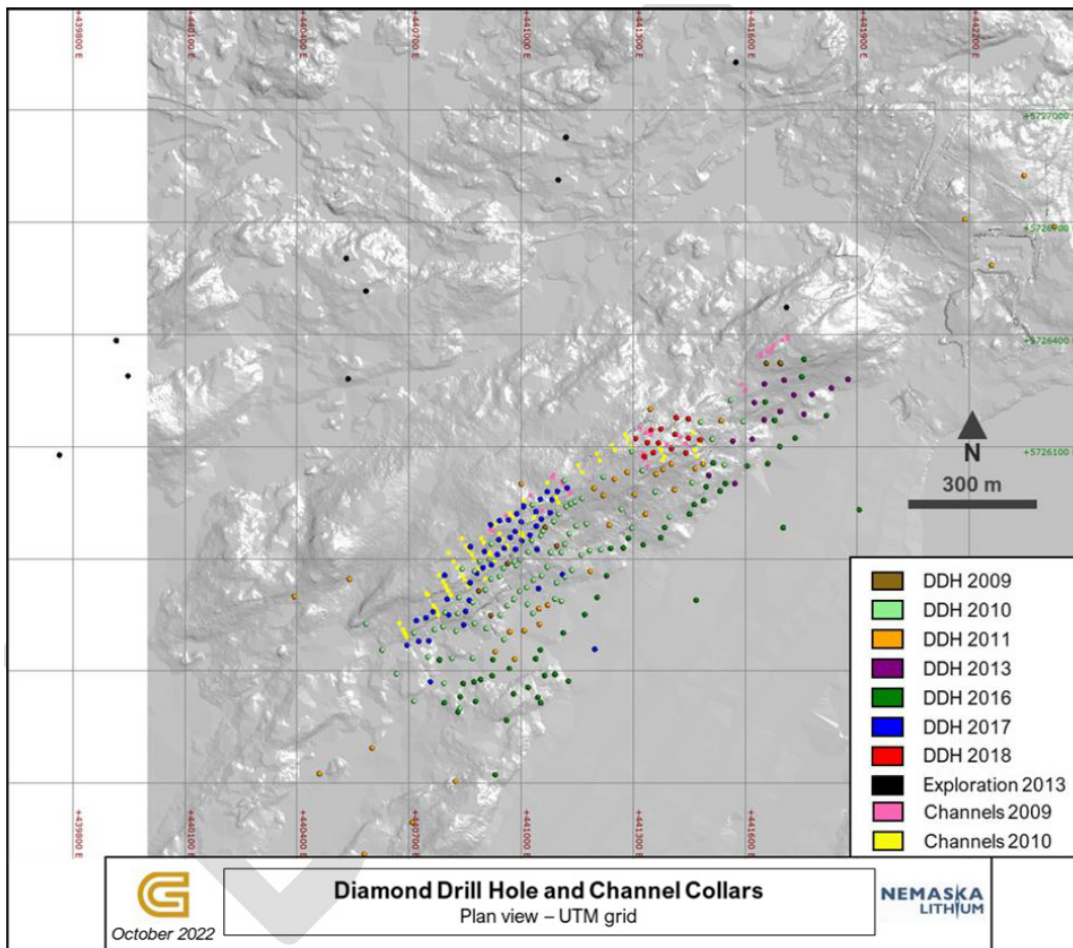 +439800 E
+440100 E
+440400 E
+440700 E
+441000 E
+441300 E
+441600 E
+441900 E
+442200 E
+5727000 N
+5726700 N
+5726400 N
+5726100 N
N
300 m
DDH 2009
DDH 2010
DDH 2011
DDH 2013
DDH 2016
DDH 2017
DDH 2018
Exploration 2013
Channels 2009
Channels 2010
+439800 E
+440100 E
+440400 E
+440700 E
+441000 E
+441300 E
+441600 E
October 2022
Diamond Drill Hole and Channel Collars
Plan view – UTM grid
NEMASKA
LITHIUM